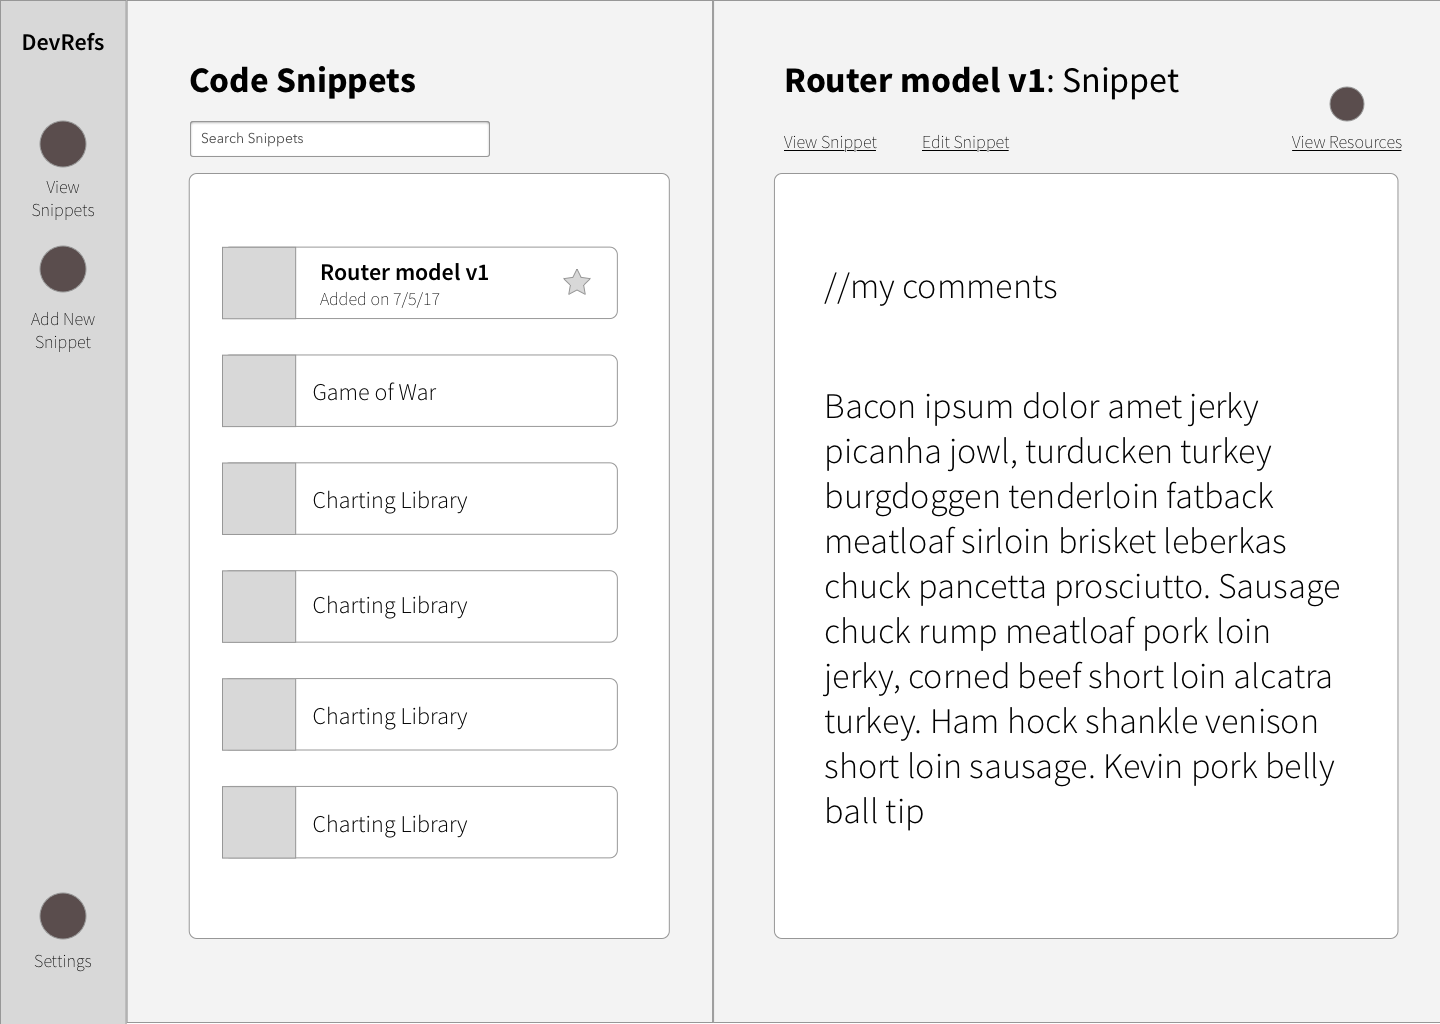 DevRefs
View
Snippets
Add New
Snippet
Settings
Code Snippets
Search Snippets
Router model v1
Added on 7/5/17
Game of War
Charting Library
Charting Library
Charting Library
Charting Library
Router model v1: Snippet
View Snippet
Edit Snippet
View Resources
//my comments
Bacon ipsum dolor amet jerky
picanha jowl, turducken turkey
burgdoggen tenderloin fatback
meatloaf sirloin brisket leberkas
chuck pancetta prosciutto. Sausage
chuck rump meatloaf pork loin
jerky, corned beef short loin alcatra
turkey. Ham hock shankle venison
short loin sausage. Kevin pork belly
ball tip